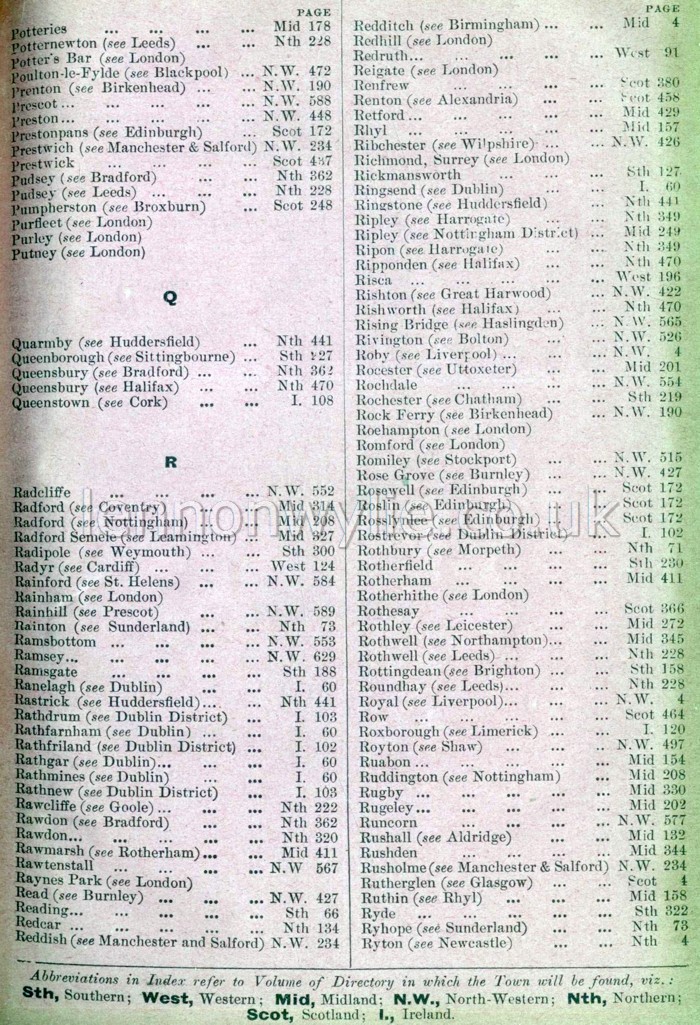 PAGE
Potteries ... ... ... ... Mid 178
Potternewton (see Leeds) ... ... Nth 228
Potter's Bar (see London)
Poulton-le-Fylde (see Blackpool) ... N.W. 472
Prenton (see Birkenhead) ... ... N.W. 190
Prescot ... ... ... ... ... N.W. 588
Preston ... ... ... ... ... N.W. 448
Prestonpans (see Edinburgh) ... Scot 172
Prestwich (see Manchester & Salford) N.W. 234
Prestwick ... ... ... ... Scot
Pudsey (see Bradford) ... ... Nth 362
Pudsey (see Leeds) ... ... ... Nth 228
Pumpherston (see Broxburn) ... Scot 248
Purfleet (see London)
Purley (see London)
Putney (see London)
Q
Quarmby (see Huddersfield) ... Nth 441
Queenborough (see Sittingbourne) ... Sth
Queensbury (see Bradford) ... ... Nth 362
Queensbury (see Halifax) ... ... Nth 470
Queenstown (see Cork) ... ... I. 108
R
Radcliffe ... ... ... ... N.W. 552
Radford (see Coventry) ... ... Mid 314
Radford (see Nottingham) ... ... Mid 208
Radford Semele (see Leamington) ... Mid 327
Radipole (see Weymouth) ... ... Sth 300
Radyr (see Cardiff) ... ... ... West 124
Rainford (see St. Helens) ... ... N.W. 584
Rainham (see London)
Rainhill (see Prescot) ... ... N.W. 589
Rainton (see Sunderland) ... ... Nth 73
Ramsbottom ... ... ... ... N.W. 553
Ramsey... ... ... ... ... N.W. 629
Ramsgate ... ... ... ... Sth 188
Ranelagh (see Dublin) ... ... I. 60
Rastrick (see Huddersfield)... ... Nth 441
Rathdrum (see Dublin District) ... I. 103
Rathfarnham (see Dublin) ... ... I. 60
Rathfriland (see Dublin District) ... I. 102
Rathgar (see Dublin)... ... ... I. 60
Rathmines (see Dublin) ... ... I. 60
Rathnew (see Dublin District) ... I. 103
Rawcliffe (see Goole)... ... ... Nth 222
Rawdon (see Bradford) ... ... Nth 362
Rawdon... ... ... ... ... Nth 320
Rawmarsh (see Rotherham)... ... Mid 411
Rawtenstall ... ... ... ... N.W 567
Raynes Park (see London)
Read (see Burnley) ... ... ... N.W. 427
Reading... ... ... ... ... Sth 66
Redcar ... ... ... ... ... Nth 134
Reddish (see Manchester and Salford) N.W. 234
PAGE
Redditch (see Birmingham) ... ... Mid 4
Redhill (see London)
Redruth... ... ... ... ... West 91
Reigate (see London)
Renfrew ... ... ... ... Scot 380
Renton (see Alexandria) ... ... Scot 458
Retford... ... ... ... ... Mid 429
Rhyl ... ... ... ... ... Mid 157
Ribchester (see Wilpshire) ... ... N.W. 426
Richmond, Surrey (see London)
Rickmansworth ... ... ... Sth 127
Ringsend (see Dublin) ... ... I. 60
Ringstone (see Huddersfield) ... Nth 441
Ripley (see Harrogate) ... ... Nth 349
Ripley (see Nottingham District) ... Mid 249
Ripon (see Harrogate) ... ... Nth 349
Ripponden (see Halifax) ... ... Nth 470
Risca ... ... ... ... ... West 196
Rishton (see Great Harwood) ... N.W. 422
Rishworth (see Halifax) ... ... Nth 470
Rising Bridge (see Haslingden) ... N.W. 565
Rivington (see Bolton) ... ... N.W. 526
Roby (see Liverpool) ... ... ... N.W. 4
Rocester (see Uttoxeter) ... ... Mid 201
Rochdale ... ... ... ... N.W. 554
Rochester (see Chatham) ... ... Sth 219
Rock Ferry (see Birkenhead) ... N.W. 190
Roehampton (see London)
Romford (see London)
Romiley (see Stockport) ... ... N.W. 515
Rose Grove (see Burnley) ... ... N.W. 427
Rosewell (see Edinburgh) ... ... Scot 172
Roslin (see Edinburgh) ... ... Scot 172
Rosslynlee (see Edinburgh ... ... Scot 172
Rostrevor (see Dublin District) ... I. 102
Rothbury (see Morpeth) ... ... Nth 71
Rotherfield ... ... ... ... Sth 230
Rotherham ... ... ... ... Mid 411
Rotherhithe (see London)
Rothesay ... ... ... ... Scot 366
Rothley (see Leicester) ... ... Mid 272
Rothwell (see Northampton)... ... Mid 345
Rothwell (see Leeds) ... ... ... Nth 228
Rottingdean (see Brighton) ... ... Sth 158
Roundhay (see Leeds)... ... ... Nth 228
Royal (see Liverpool)... ... ... N.W. 4
Row ... ... ... ... ... Scot 464
Roxborough (see Limerick) ... ... I. 120
Royton (see Shaw) ... ... ... N.W. 497
Ruabon ... ... ... ... ... Mid 154
Ruddington (see Nottingham) ... Mid 208
Rugby ... ... ... ... ... Mid 330
Rugeley... ... ... ... ... Mid 202
Runcorn ... ... ... ... N.W. 577
Rushall (see Aldridge) ... ... Mid 132
Rushden ... ... ... ... Mid 344
Rusholme (see Manchester & Salford) N.W. 234
Rutherglen (see Glasgow) ... ... Scot 4
Ruthin (see Rhyl) ... ... ... Mid 158
Ryde ... ... ... ... ... Sth 322
Ryhope (see Sunderland) ... ... Nth 73
Ryton (see Newcastle) ... ... Nth 4
lennonwylie.co.uk
Abbreviations in Index refer to Volume of Directory in which the Town will be found, viz. :
Sth, Southern; West, Western; Mid, Midland; N.W., North-Western; Nth, Northern;
Scot, Scotland; I., Ireland.